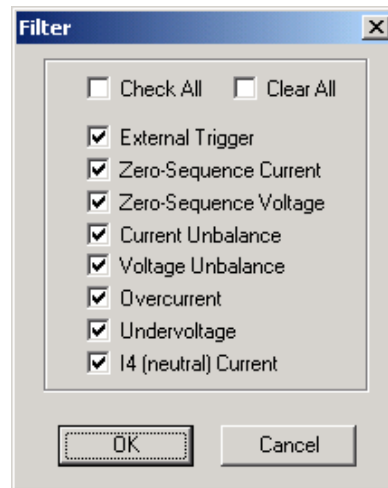 Filter
Check All Clear All
External Trigger
Zero-Sequence Current
Zero-Sequence Voltage
Current Unbalance
Voltage Unbalance
Overcurrent
Undervoltage
I4 (neutral) Current
OK Cancel